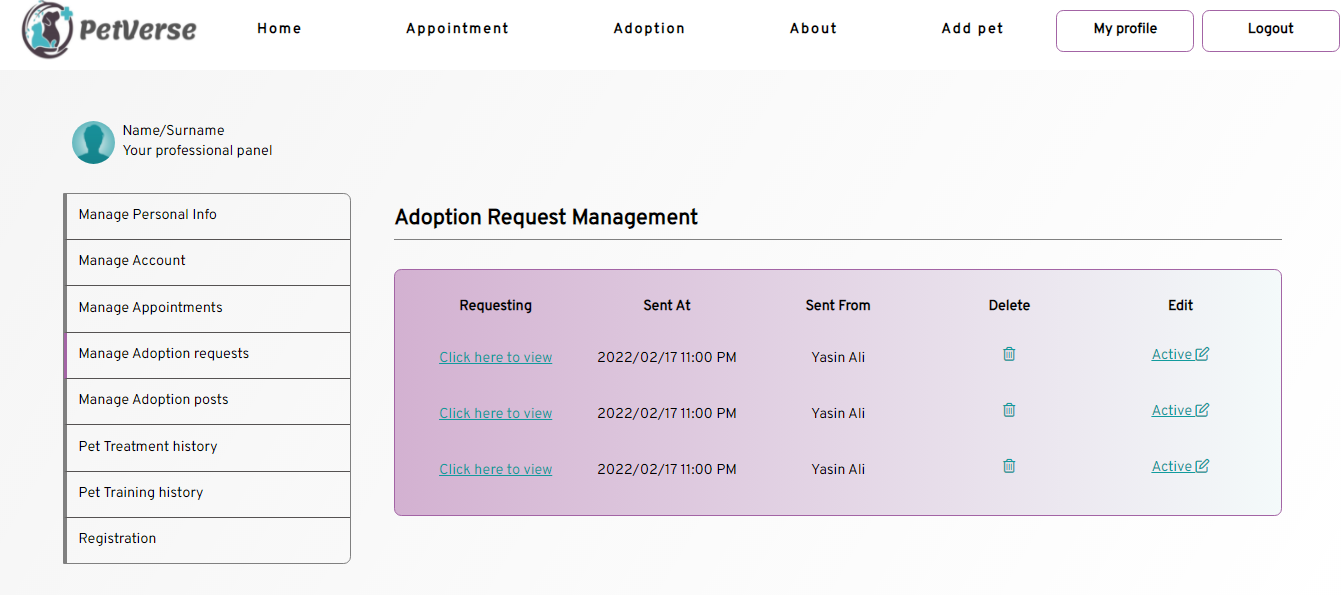 PetVerse Home Appointment Adoption About Add pet My profile Logout
Name/Surname
Your professional panel
Manage Personal Info
Manage Account
Manage Appointments
Manage Adoption requests
Manage Adoption posts
Pet Treatment history
Pet Training history
Registration
Adoption Request Management
Requesting Sent At Sent From Delete Edit
Click here to view 2022/02/17 11:00 PM Yasin Ali Active
Click here to view 2022/02/17 11:00 PM Yasin Ali Active
Click here to view 2022/02/17 11:00 PM Yasin Ali Active